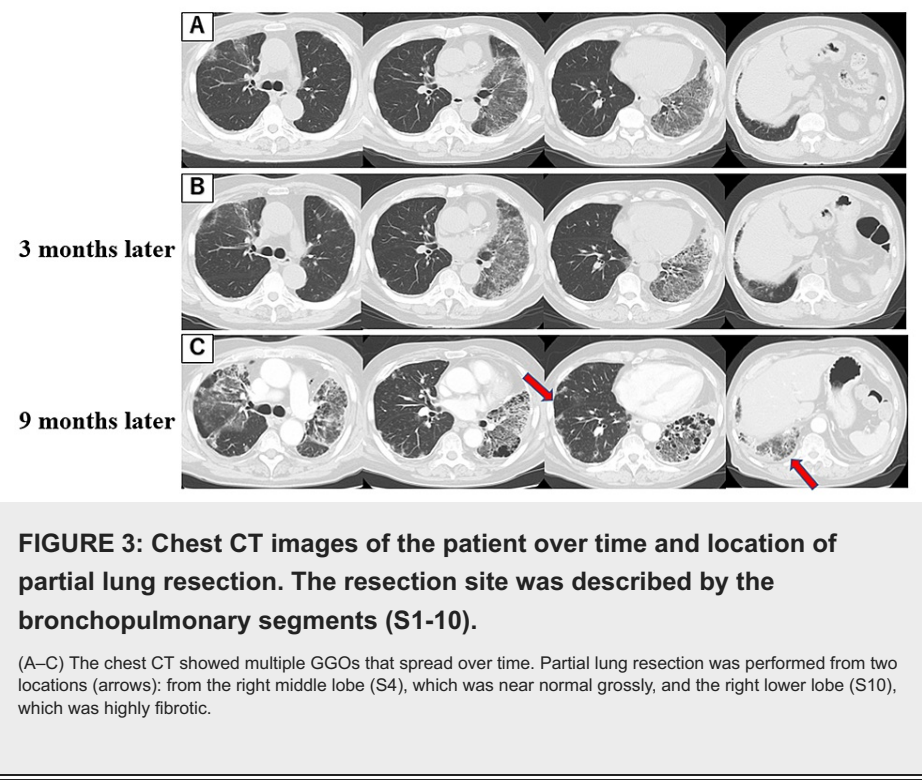 A
B
3 months later
C
9 months later
FIGURE 3: Chest CT images of the patient over time and location of
partial lung resection. The resection site was described by the
bronchopulmonary segments (S1-10).
(A–C) The chest CT showed multiple GGOs that spread over time. Partial lung resection was performed from two
locations (arrows): from the right middle lobe (S4), which was near normal grossly, and the right lower lobe (S10),
which was highly fibrotic.